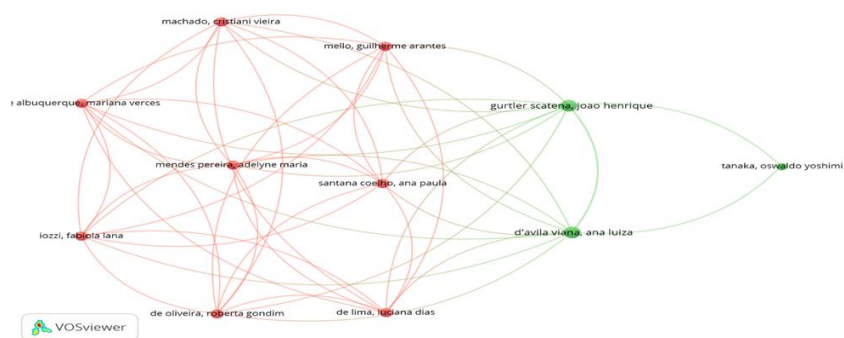 machado, cristiani vieira
mello, guilherme arantes
e albuquerque, mariana verces
gurtler scatena, joao henrique
mendes pereira, adelyne maria
tanaka, oswaldo yoshimi
santana coelho, ana paula
iozzi, fabiola lana
d'avila viana, ana luiza
de oliveira, roberta gondim
de lima, luciana dias
VOSviewer